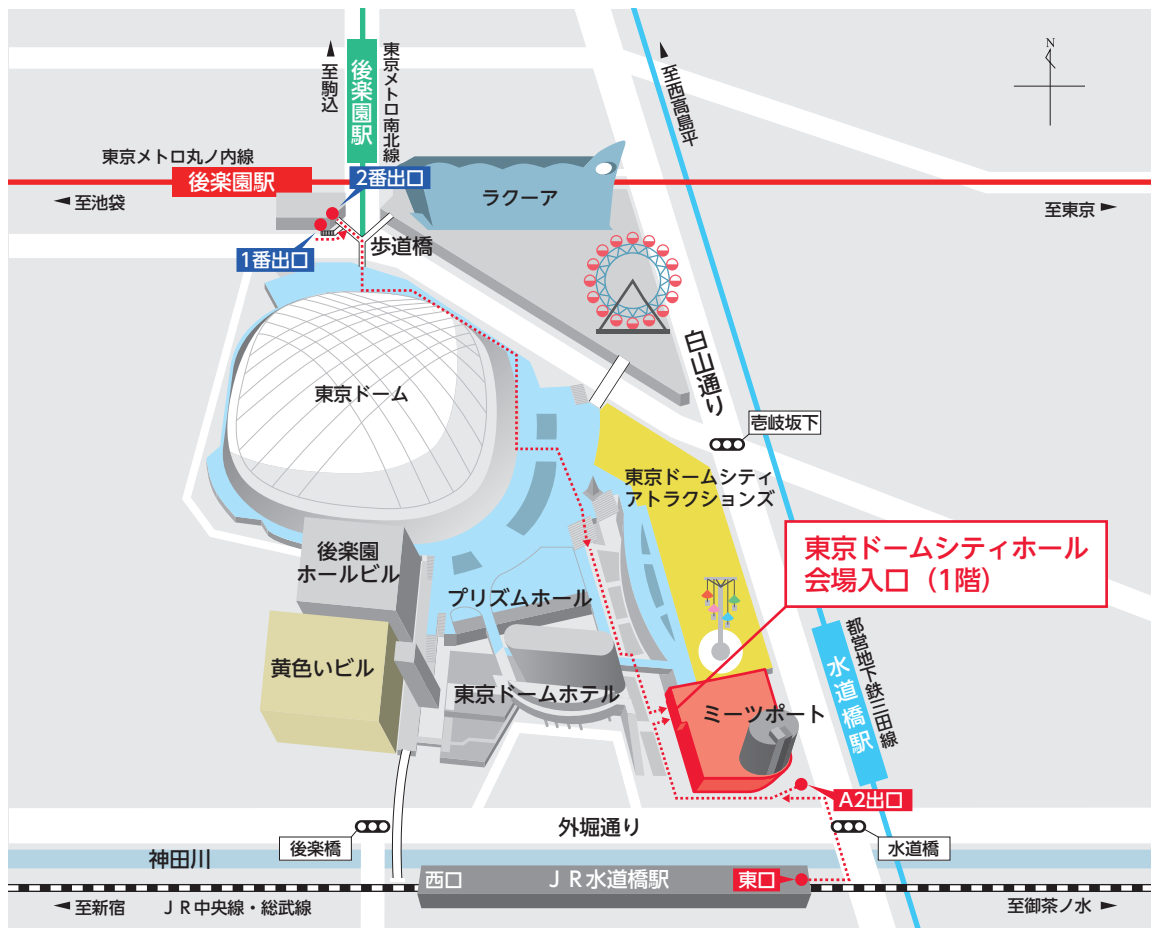 N
至駒込
後楽園駅
東京メトロ南北線
至西高島平
東京メトロ丸ノ内線
後楽園駅
2番出口
ラクーア
至池袋
至東京
歩道橋
1番出口
白山通り
東京ドーム
壱岐坂下
東京ドームシティ
アトラクションズ
東京ドームシティホール
会場入口（1階）
後楽園
ホールビル
プリズムホール
都営地下鉄三田線
水道橋駅
黄色いビル
東京ドームホテル
ミーツポート
A2出口
外堀通り
後楽橋
水道橋
神田川
西口
ＪＲ水道橋駅
東口
至新宿
ＪＲ中央線・総武線
至御茶ノ水